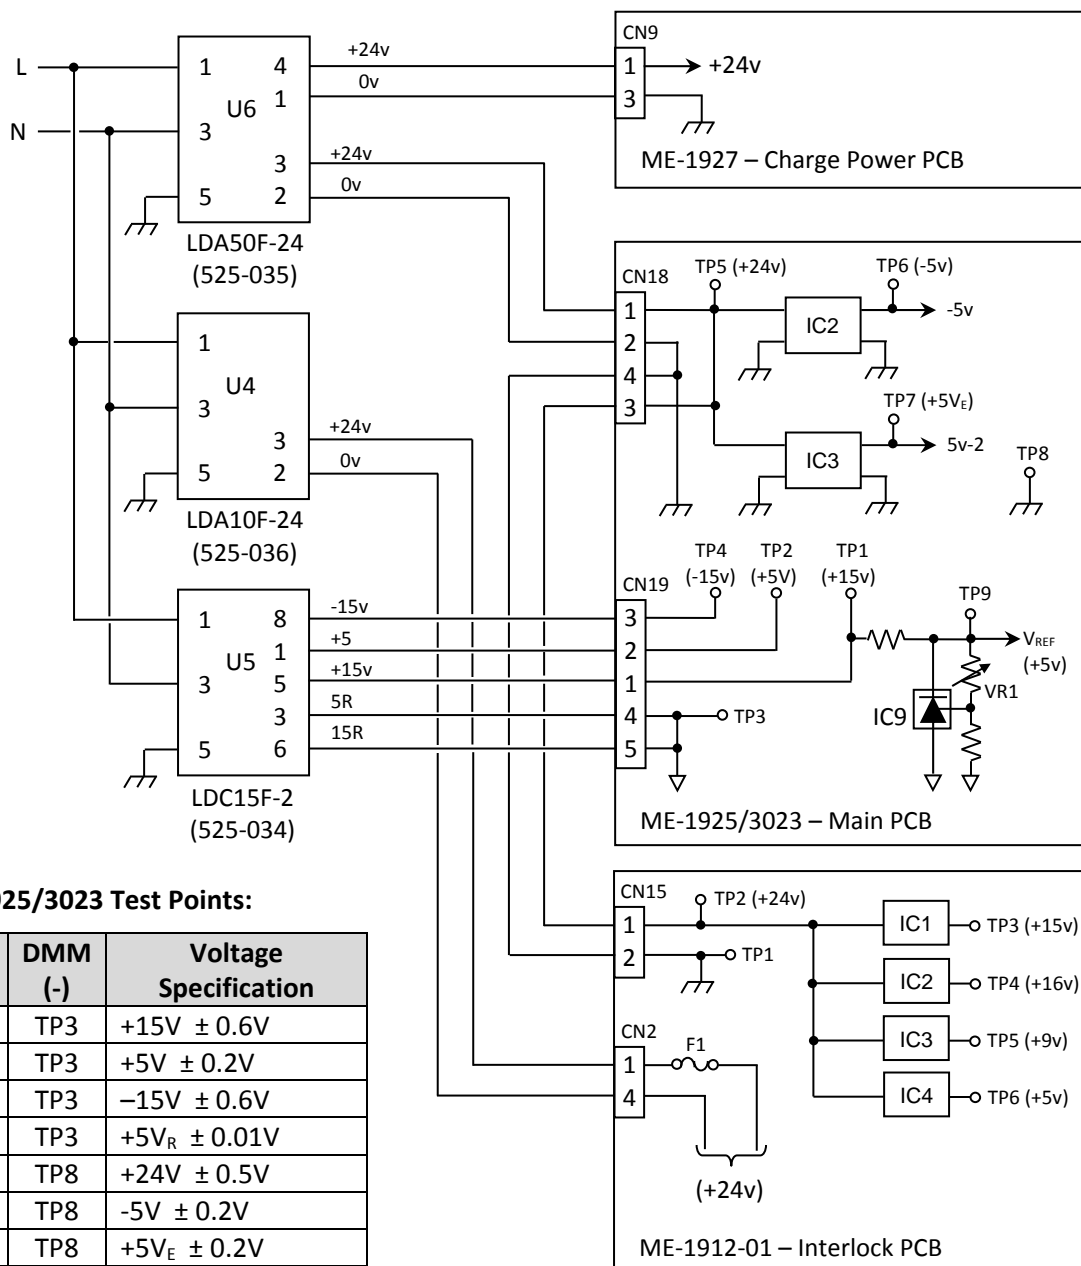 L
N
1
3
5
U6
4
1
3
2
LDA50F-24
(525-035)
+24v
0v
+24v
0v
CN9
1
3
+24v
ME-1927 – Charge Power PCB
1
3
5
U4
3
2
LDA10F-24
(525-036)
+24v
0v
CN18
1
2
4
3
TP5 (+24v)
TP6 (-5v)
IC2
-5v
TP7 (+5VE)
IC3
5v-2
TP8
1
3
5
U5
8
1
5
3
6
LDC15F-2
(525-034)
-15v
+5
+15v
5R
15R
CN19
3
2
1
4
5
TP4
(-15v)
TP2
(+5V)
TP1
(+15v)
TP3
TP9
VREF
(+5v)
VR1
IC9
ME-1925/3023 – Main PCB
CN15
1
2
TP2 (+24v)
TP1
IC1
TP3 (+15v)
IC2
TP4 (+16v)
IC3
TP5 (+9v)
IC4
TP6 (+5v)
CN2
1
4
F1
(+24v)
ME-1912-01 – Interlock PCB
25/3023 Test Points:
DMM (-) Voltage Specification
TP3 +15V ± 0.6V
TP3 +5V ± 0.2V
TP3 –15V ± 0.6V
TP3 +5VR ± 0.01V
TP8 +24V ± 0.5V
TP8 -5V ± 0.2V
TP8 +5VE ± 0.2V